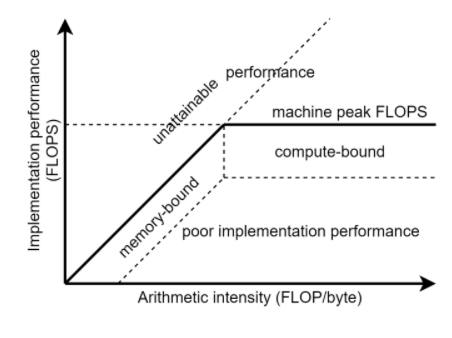 unattainable
performance
machine peak FLOPS
compute-bound
memory-bound
poor implementation performance
Implementation performance
(FLOPS)
Arithmetic intensity (FLOP/byte)